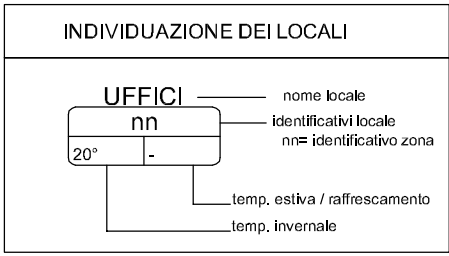 INDIVIDUAZIONE DEI LOCALI
UFFICI
nome locale
nn
identificativi locale
nn= identificativo zona
20°
-
temp. estiva / raffrescamento
temp. invernale